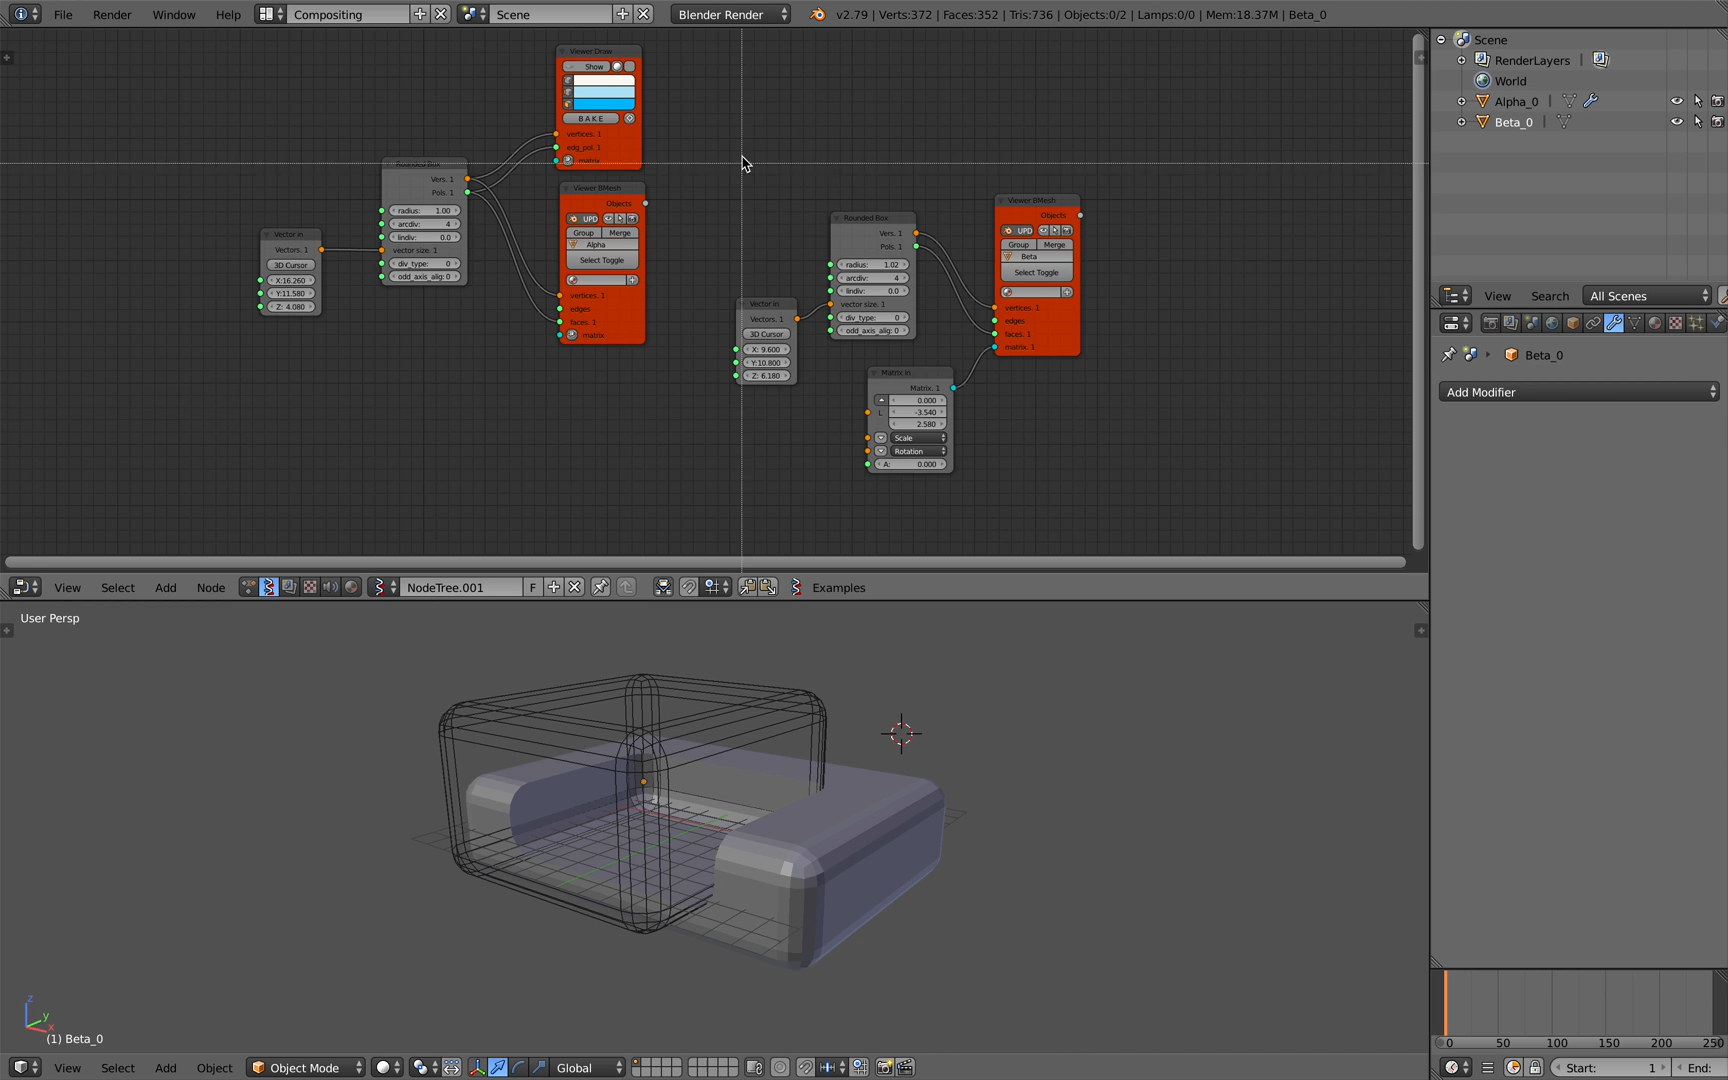 File Render Window Help Compositing Scene Blender Render v2.79 | Verts:372 | Faces:352 | Tris:736 | Objects:0/2 | Lamps:0/0 | Mem:18.37M | Beta_0
Viewer Draw
Show
BAKE
vertices. 1
edg_pol. 1
matrix
Rounded Box
Vers. 1
Pols. 1
radius: 1.00
arcdiv: 4
lindiv: 0.0
vector size. 1
div_type: 0
odd_axis_alig: 0
Vector in
Vectors. 1
3D Cursor
X:16.260
Y:11.580
Z: 4.080
Viewer BMesh
Objects
UPD
Group Merge
Alpha
Select Toggle
vertices. 1
edges
faces. 1
matrix
Rounded Box
Vers. 1
Pols. 1
radius: 1.02
arcdiv: 4
lindiv: 0.0
vector size. 1
div_type: 0
odd_axis_alig: 0
Vector in
Vectors. 1
3D Cursor
X: 9.600
Y:10.800
Z: 6.180
Viewer BMesh
Objects
UPD
Group Merge
Beta
Select Toggle
vertices. 1
edges
faces. 1
matrix. 1
Matrix in
Matrix. 1
0.000
L -3.540
2.580
Scale
Rotation
A: 0.000
View Select Add Node NodeTree.001 F Examples
User Persp
z
y
x
(1) Beta_0
View Select Add Object Object Mode Global
Scene
RenderLayers |
World
Alpha_0 |
Beta_0 |
View Search All Scenes
Beta_0
Add Modifier
0 50 100 150 200 250
Start: 1 End: